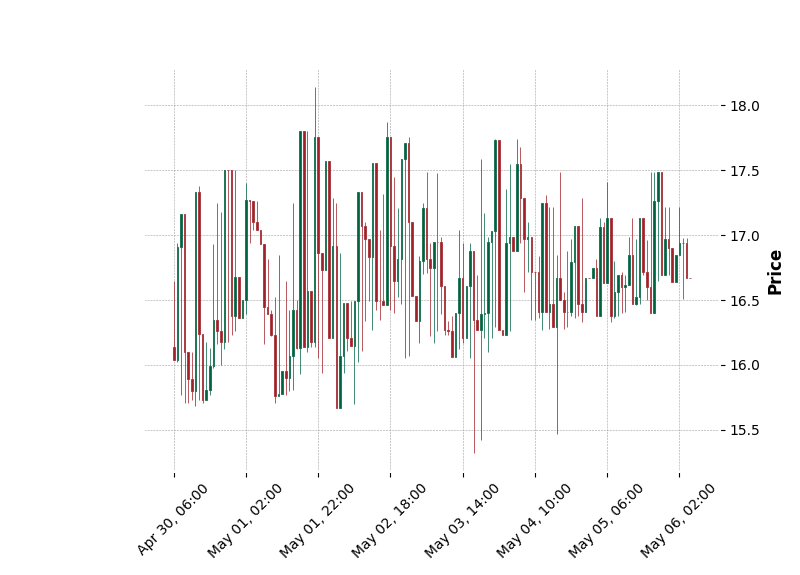 18.0
17.5
17.0
16.5
16.0
15.5
Price
Apr 30, 06:00
May 01, 02:00
May 01, 22:00
May 02, 18:00
May 03, 14:00
May 04, 10:00
May 05, 06:00
May 06, 02:00